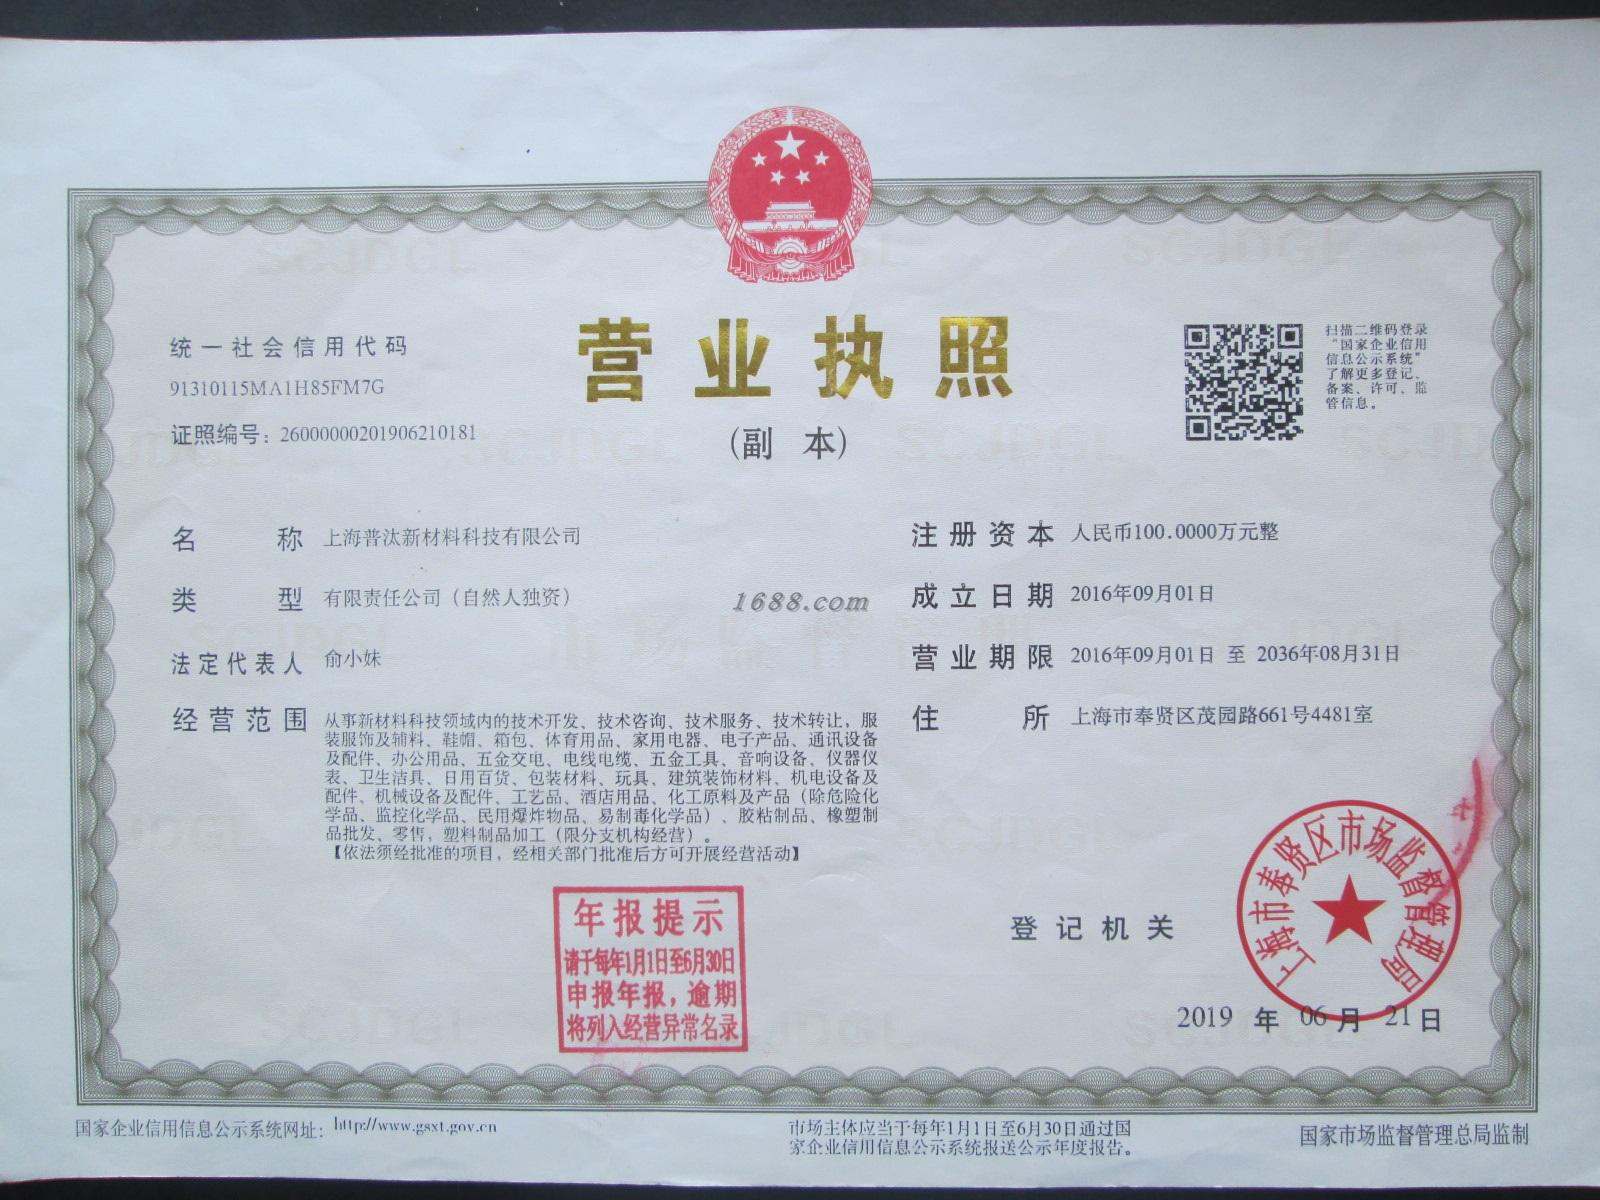 营业执照
(副 本)
统一社会信用代码
91310115MA1H85FM7G
证照编号：26000000201906210181
扫描二维码登录
“国家企业信用
信息公示系统”
了解更多登记、
备案、许可、监
管信息。
名 称 上海普汰新材料科技有限公司
类 型 有限责任公司（自然人独资）
法定代表人 俞小妹
经营范围 从事新材料科技领域内的技术开发、技术咨询、技术服务、技术转让，服
装服饰及辅料、鞋帽、箱包、体育用品、家用电器、电子产品、通讯设备
及配件、办公用品、五金交电、电线电缆、五金工具、音响设备、仪器仪
表、卫生洁具、日用百货、包装材料、玩具、建筑装饰材料、机电设备及
配件、机械设备及配件、工艺品、酒店用品、化工原料及产品（除危险化
学品、监控化学品、民用爆炸物品、易制毒化学品）、胶粘制品、橡塑制
品批发、零售，塑料制品加工（限分支机构经营）。
【依法须经批准的项目，经相关部门批准后方可开展经营活动】
1688.com
注册资本 人民币100.0000万元整
成立日期 2016年09月01日
营业期限 2016年09月01日 至 2036年08月31日
住 所 上海市奉贤区茂园路661号4481室
年报提示
请于每年1月1日至6月30日
申报年报，逾期
将列入经营异常名录
登记机关
上海市奉贤区市场监督管理局
2019 年 06 月 21 日
国家企业信用信息公示系统网址：http://www.gsxt.gov.cn
市场主体应当于每年1月1日至6月30日通过国
家企业信用信息公示系统报送公示年度报告。
国家市场监督管理总局监制